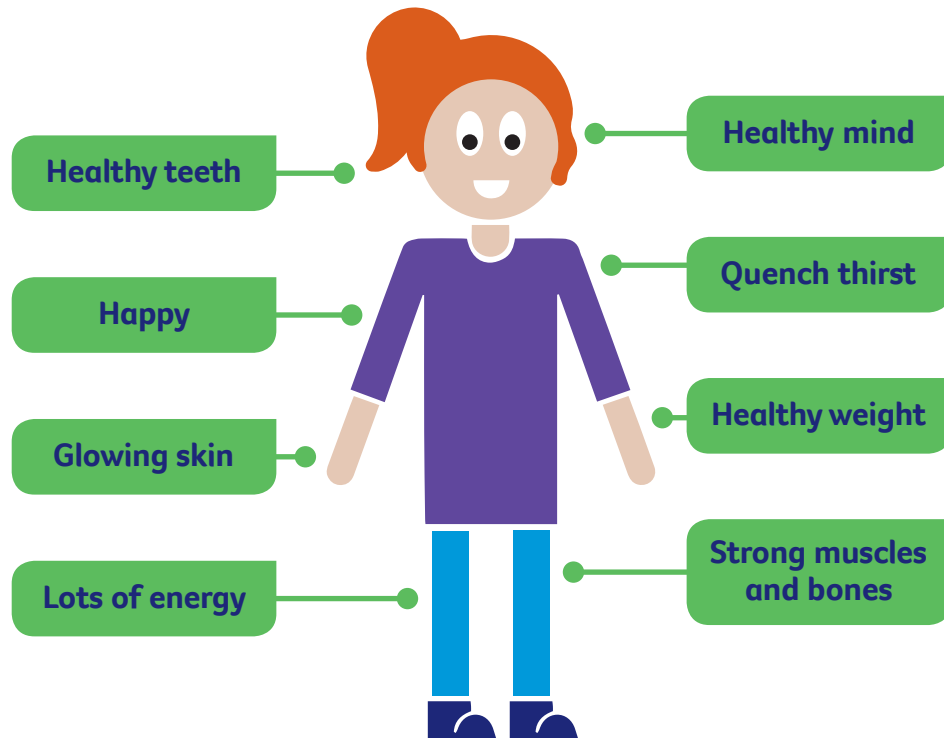 Healthy teeth
Happy
Glowing skin
Lots of energy
Healthy mind
Quench thirst
Healthy weight
Strong muscles
and bones